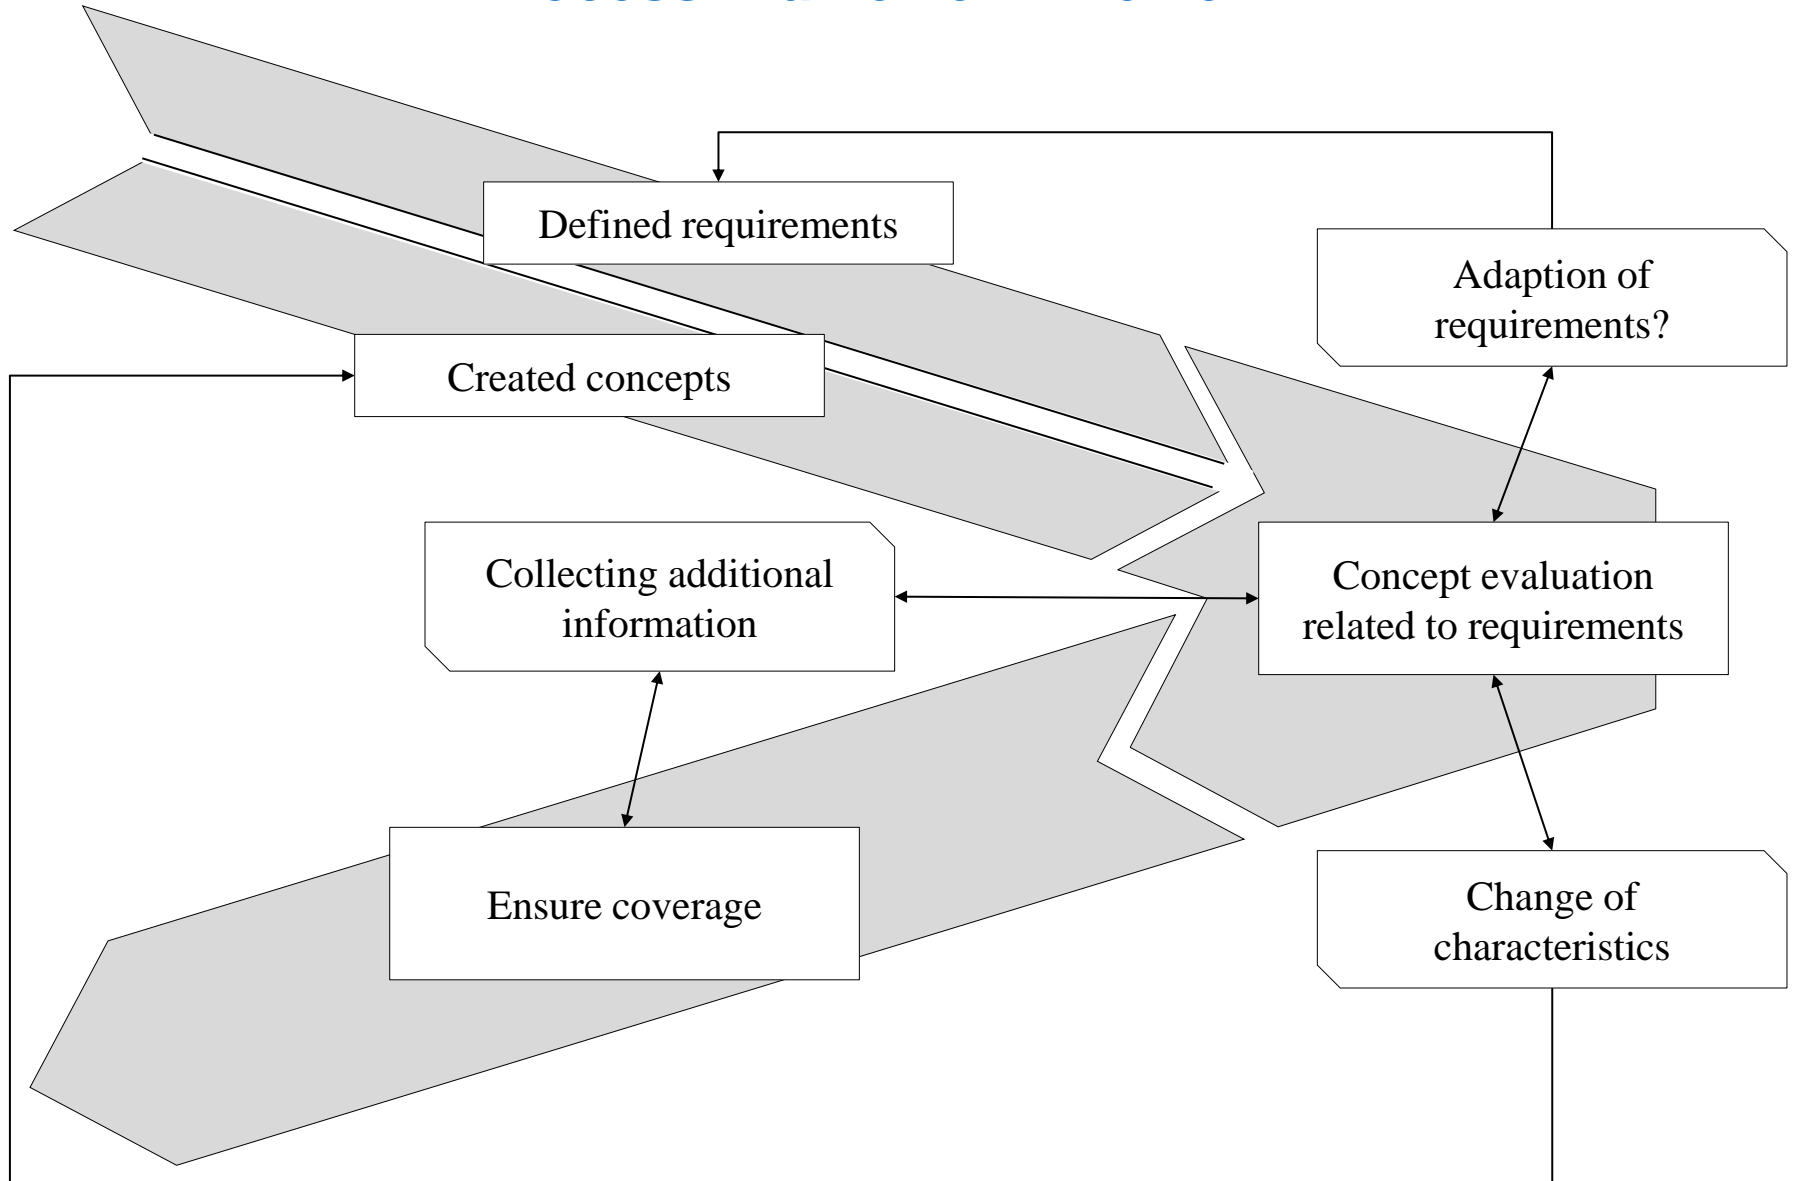 Defined requirements
Adaption of
requirements?
Created concepts
Collecting additional
information
Concept evaluation
related to requirements
Ensure coverage
Change of
characteristics